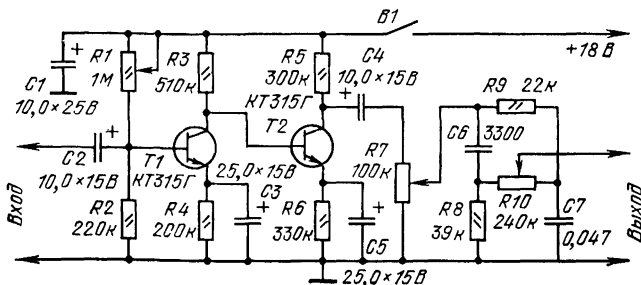 В1
+18 В
C1
10,0×25В
R1
1М
R3
510к
R5
300к
C4
10,0×15В
КТ315Г
R9
22к
C2
10,0×15В
T1
КТ315Г
T2
C6
3300
R7
100к
25,0×15В
C3
R10
240к
R2
220к
R4
200к
R6
330к
C5
R8
39к
C7
0,047
Вход
Выход
25,0×15В